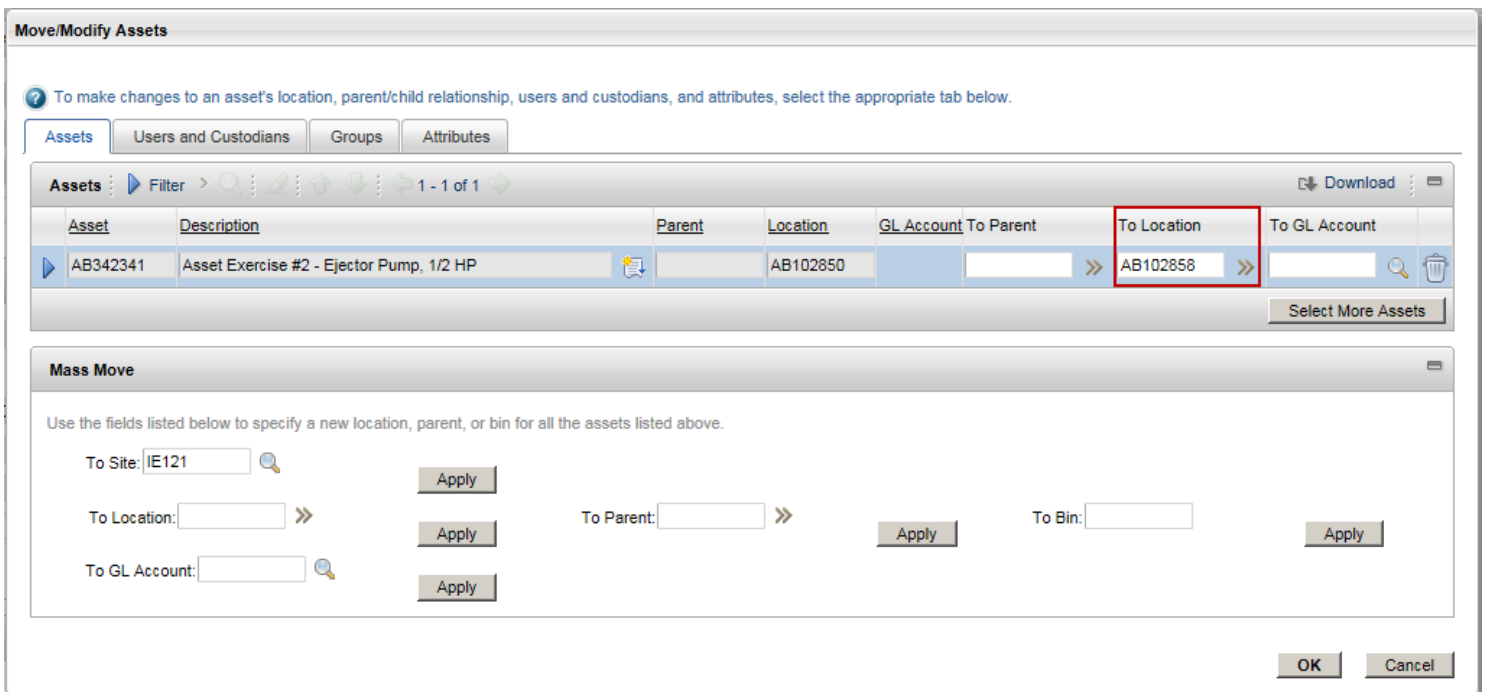 Move/Modify Assets
To make changes to an asset's location, parent/child relationship, users and custodians, and attributes, select the appropriate tab below.
Assets Users and Custodians Groups Attributes
Assets Filter 1 - 1 of 1 Download
Asset Description Parent Location GL Account To Parent To Location To GL Account
AB342341 Asset Exercise #2 - Ejector Pump, 1/2 HP AB102850 AB102858
Select More Assets
Mass Move
Use the fields listed below to specify a new location, parent, or bin for all the assets listed above.
To Site: IE121
Apply
To Location: To Parent: To Bin:
Apply Apply Apply
To GL Account:
Apply
OK Cancel